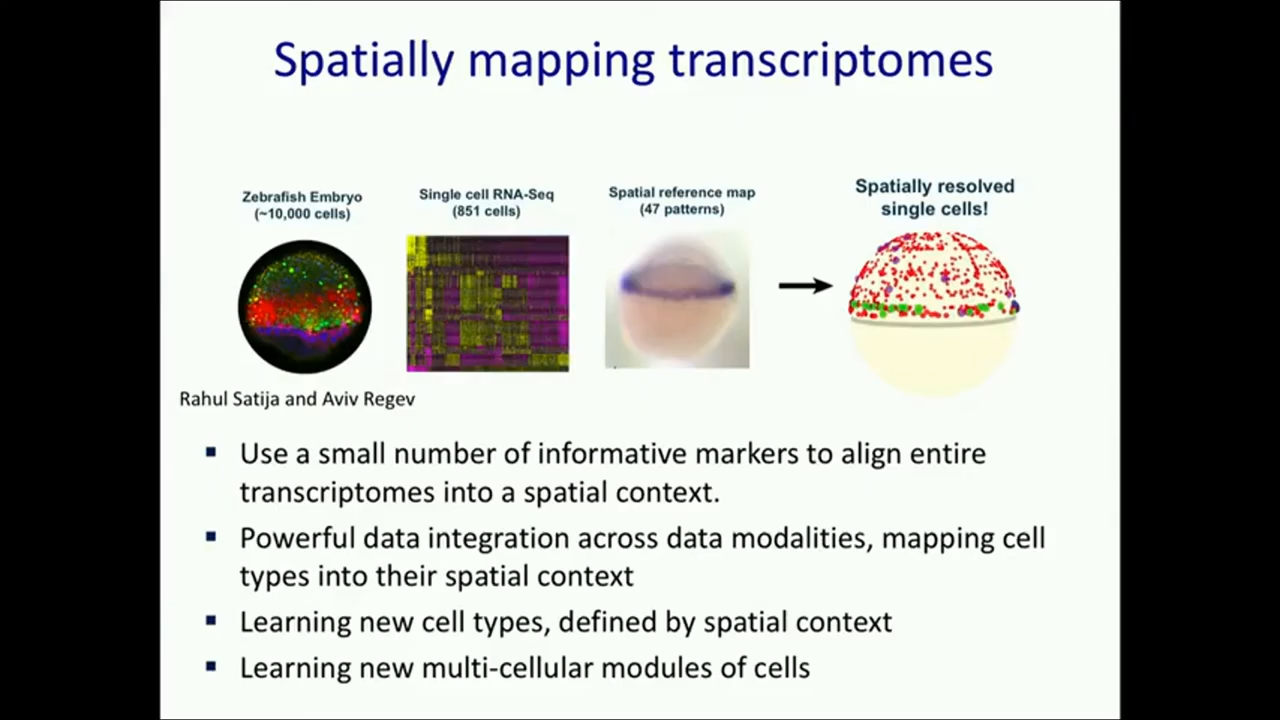 Spatially mapping transcriptomes
Zebrafish Embryo
(~10,000 cells)
Single cell RNA-Seq
(851 cells)
Spatial reference map
(47 patterns)
Spatially resolved
single cells!
Rahul Satija and Aviv Regev
▪ Use a small number of informative markers to align entire
transcriptomes into a spatial context.
▪ Powerful data integration across data modalities, mapping cell
types into their spatial context
▪ Learning new cell types, defined by spatial context
▪ Learning new multi-cellular modules of cells